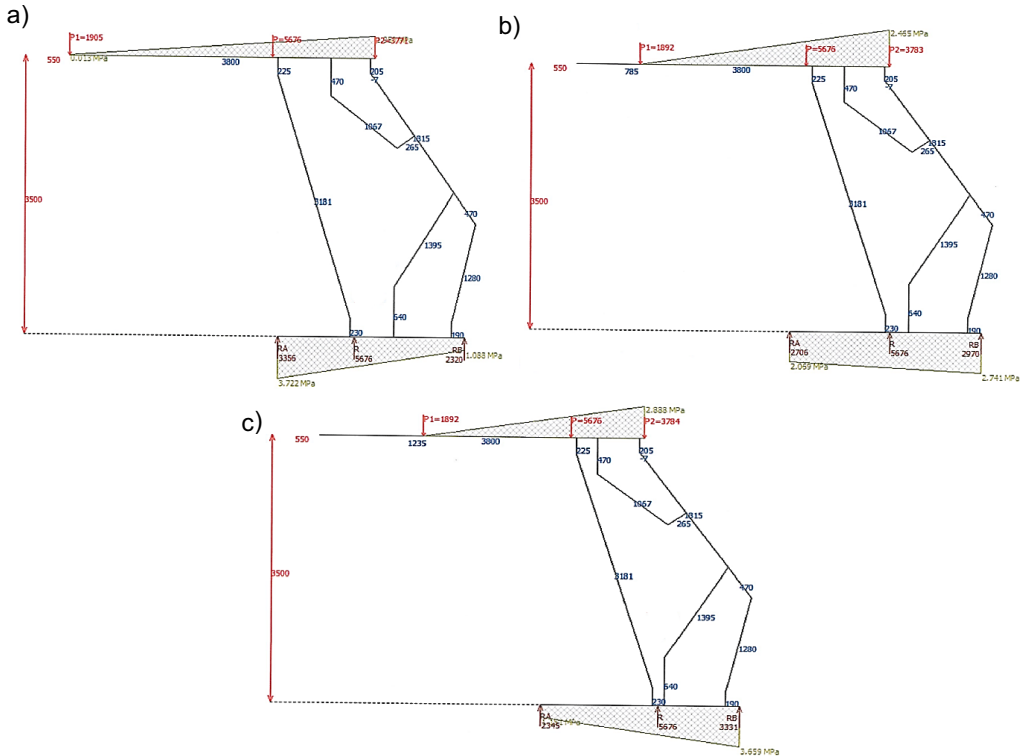 a)
P1=1905
P=5676
0.013 MPa
550
3800
225
470
205
-7
1067
265
1315
3500
3181
470
1395
1280
540
230
190
RA
3356
R
5676
RB
2320
1.088 MPa
3.722 MPa
b)
2.465 MPa
P1=1892
P=5676
P2=3783
550
785
3800
225
470
205
-7
1067
265
1315
3500
3181
470
1395
1280
540
230
190
RA
2706
R
5676
RB
2970
2.059 MPa
2.741 MPa
c)
2.888 MPa
P1=1892
P=5676
P2=3784
550
1235
3800
225
470
205
-7
1067
265
1315
3500
3181
470
1395
1280
540
230
190
RA
2345
R
5676
RB
3331
3.659 MPa